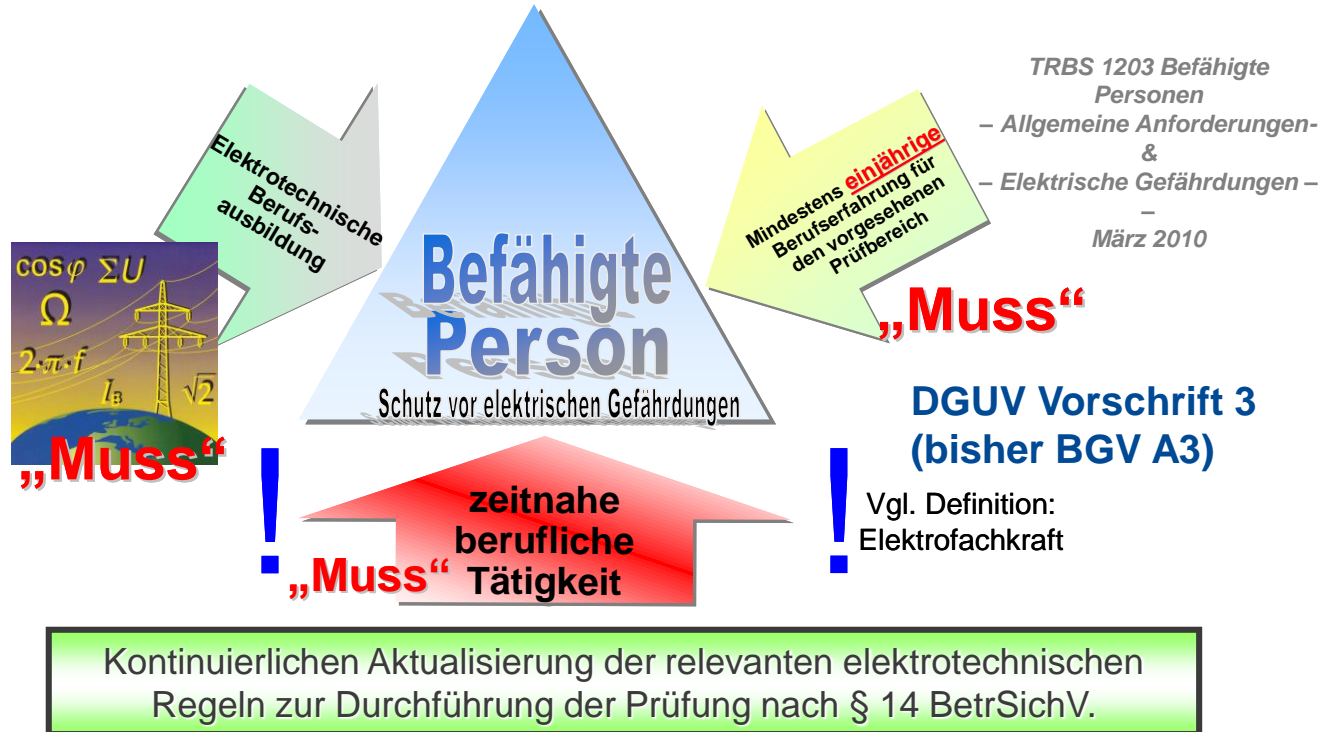 TRBS 1203 Befähigte
Personen
– Allgemeine Anforderungen-
&
– Elektrische Gefährdungen –
–
März 2010
Elektrotechnische
Berufs-
ausbildung
Mindestens einjährige
Berufserfahrung für
den vorgesehenen
Prüfbereich
Befähigte
Person
Schutz vor elektrischen Gefährdungen
cos φ ΣU
Ω
2·π·f
I_B √2
„Muss“
„Muss“
DGUV Vorschrift 3
(bisher BGV A3)
!
!
Vgl. Definition:
Elektrofachkraft
zeitnahe
berufliche
Tätigkeit
„Muss“
Kontinuierlichen Aktualisierung der relevanten elektrotechnischen
Regeln zur Durchführung der Prüfung nach § 14 BetrSichV.